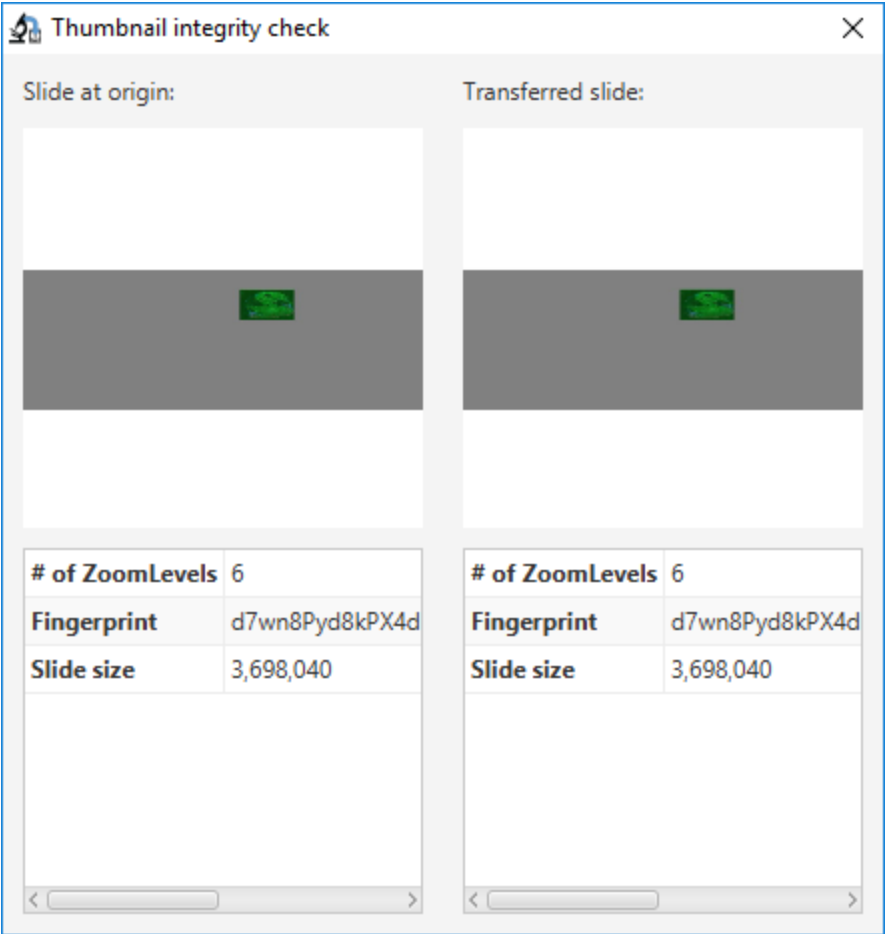 Thumbnail integrity check
Slide at origin:
Transferred slide:
# of ZoomLevels 6
Fingerprint d7wn8Pyd8kPX4d
Slide size 3,698,040
# of ZoomLevels 6
Fingerprint d7wn8Pyd8kPX4d
Slide size 3,698,040